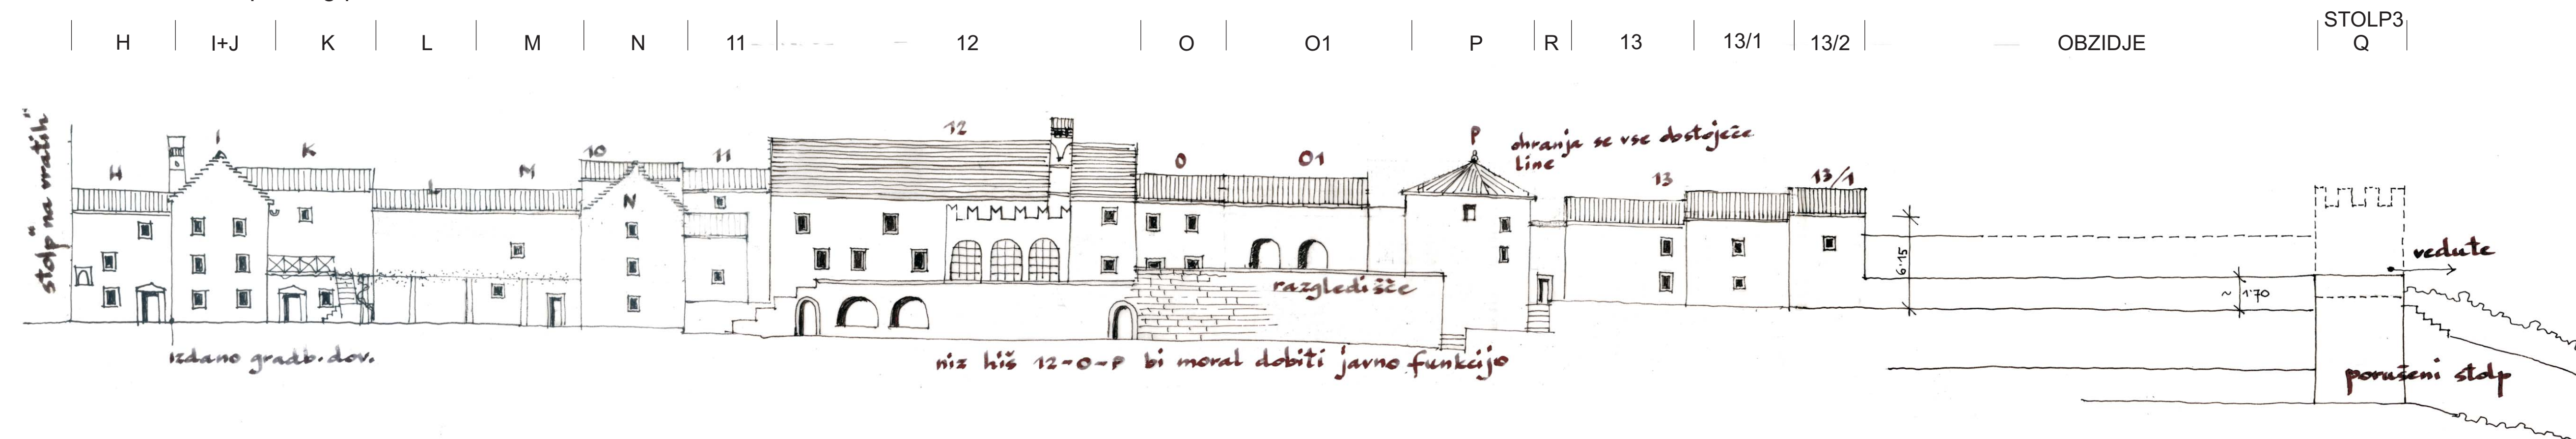 STOLP3
H I+J K L M N 11 12 O O1 P R 13 13/1 13/2 OBZIDJE Q
stolp "na vratih"
H I K L M 10 N 11 12 O O1 P 13 13/1
ohranja se vse dostoječe
line
6.15
~ 1.70
vedute
razgledišče
izdano gradb. dov.
niz hiš 12-O-P bi moral dobiti javno funkcijo
porušeni stolp